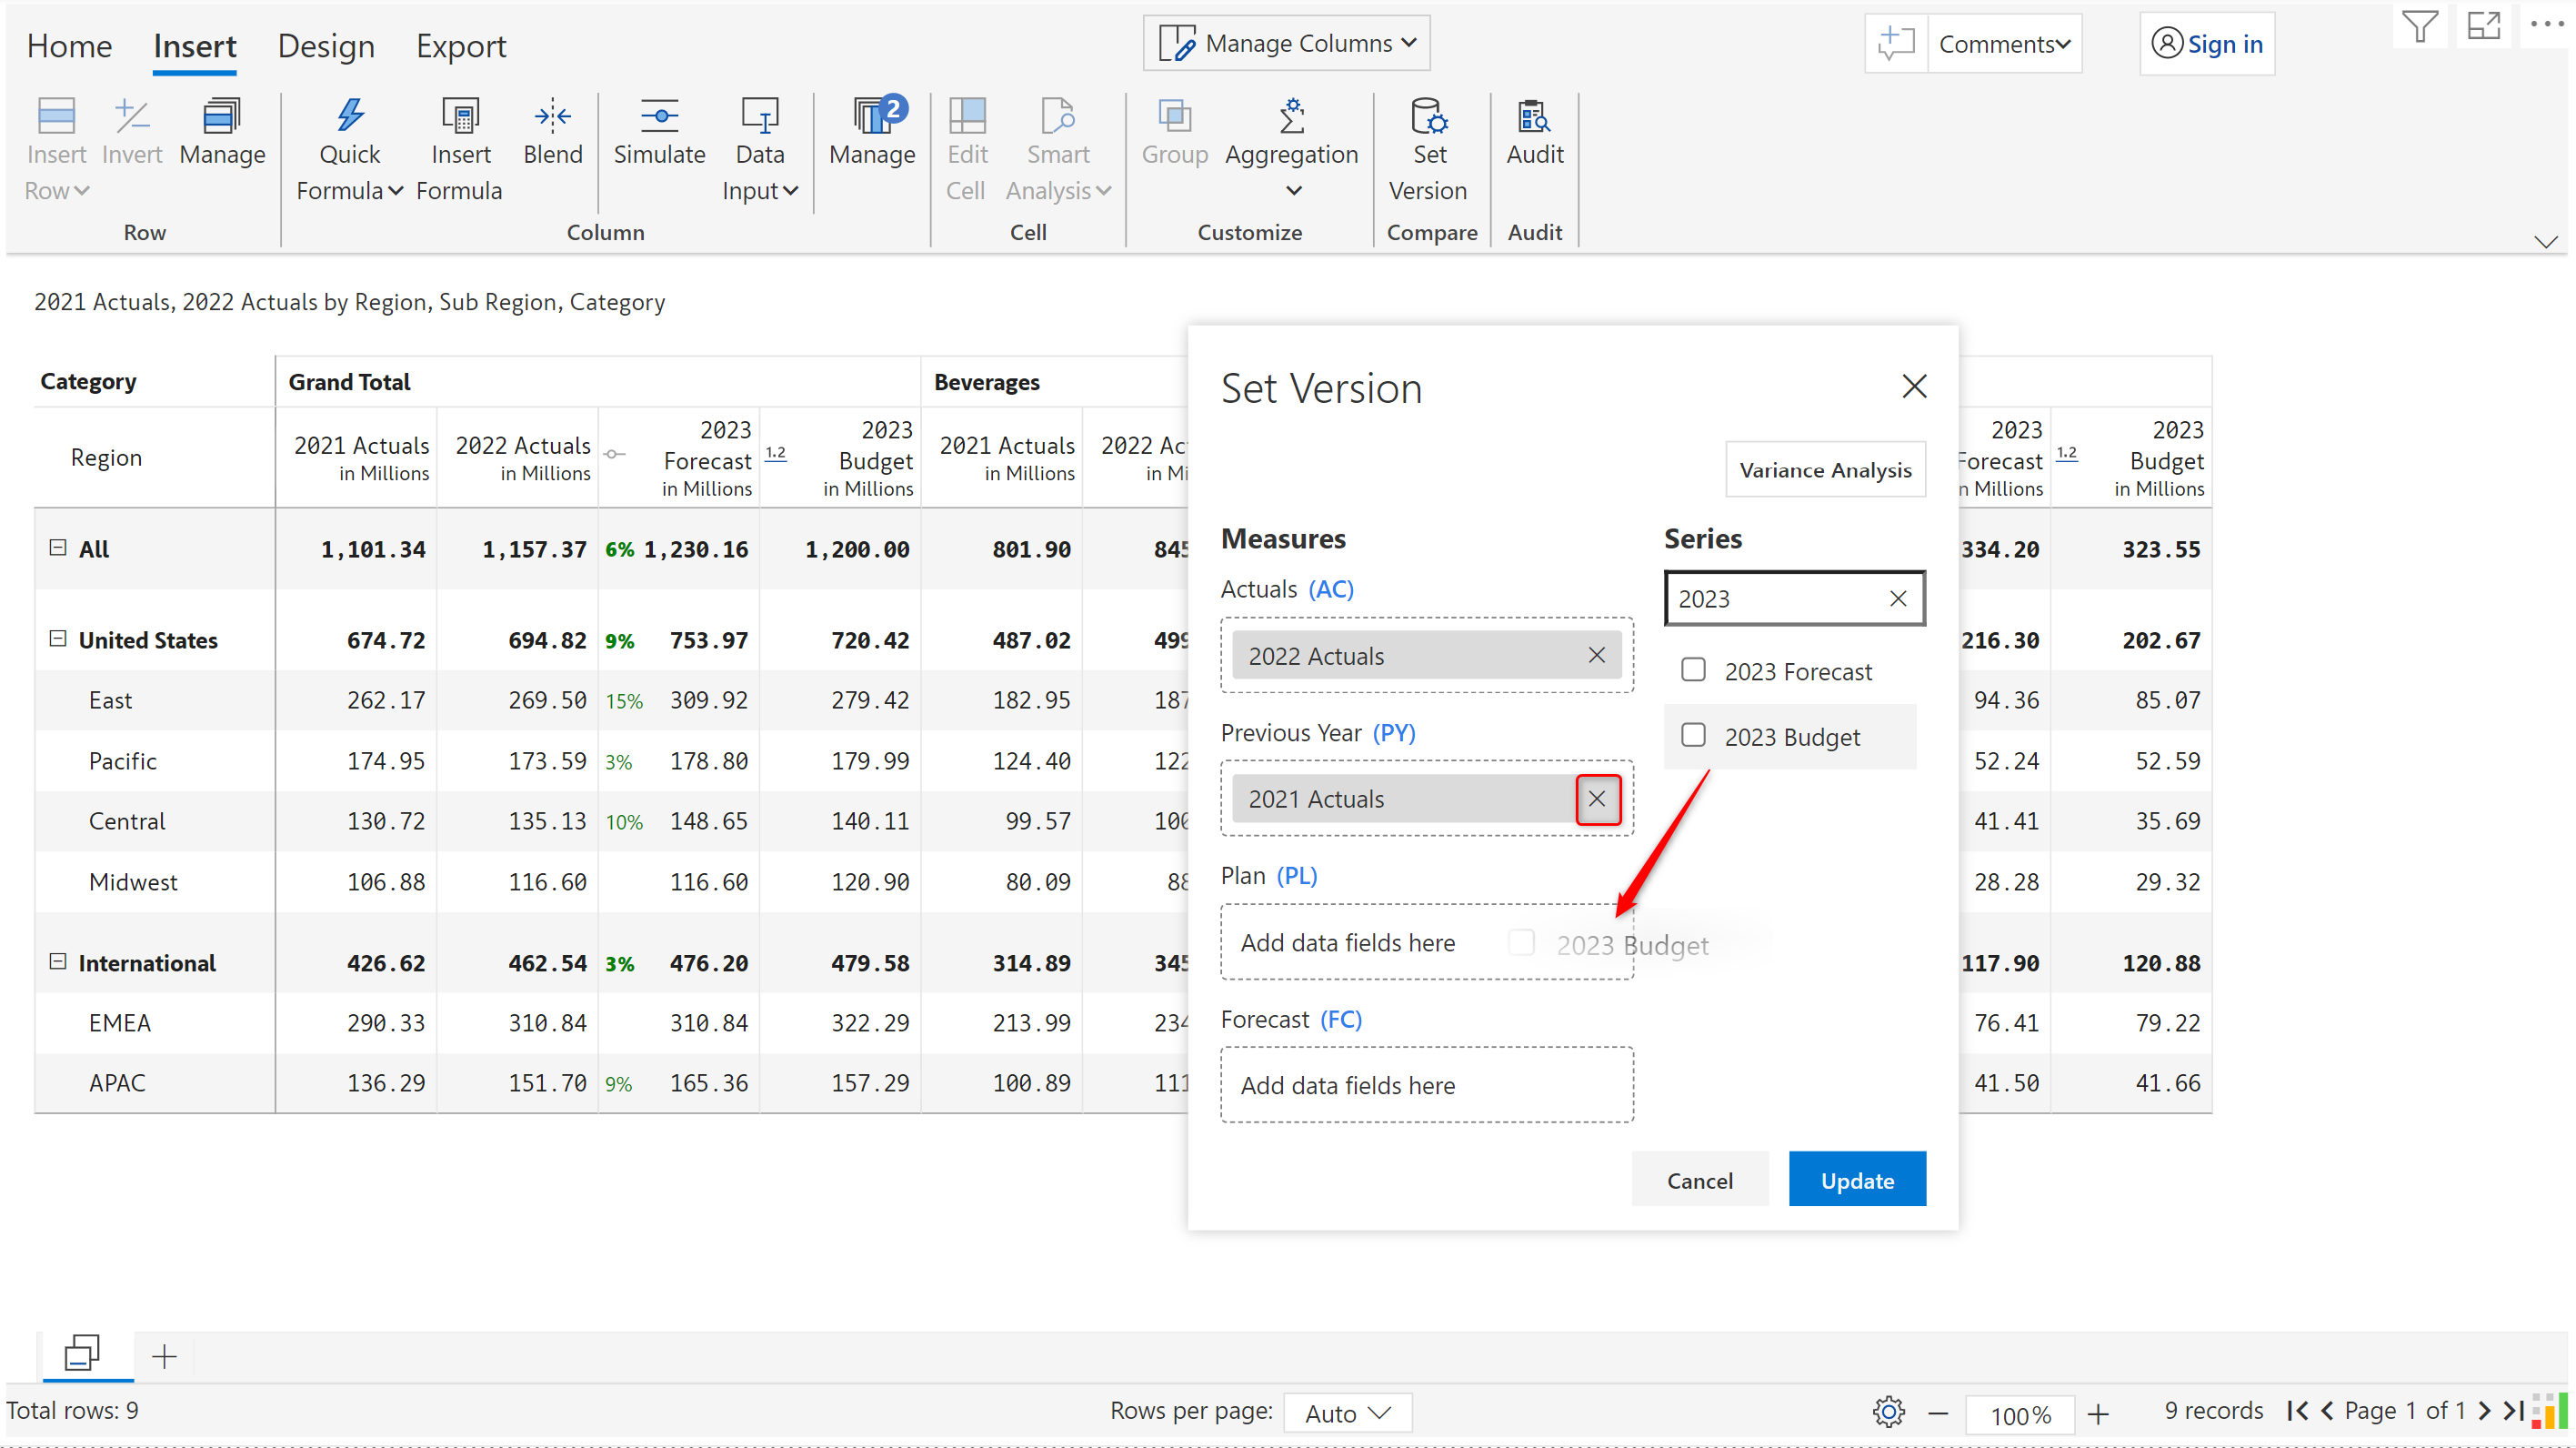 Home Insert Design Export
Manage Columns
Comments
Sign in
Insert Row
Invert
Manage
Quick Formula
Insert Formula
Blend
Simulate
Data Input
2
Manage
Edit Cell
Smart Analysis
Group
Aggregation
Set Version
Audit
Row Column Cell Customize Compare Audit
2021 Actuals, 2022 Actuals by Region, Sub Region, Category
Category Grand Total Beverages
Region
2021 Actuals in Millions
2022 Actuals in Millions
2023 Forecast in Millions
1.2
2023 Budget in Millions
2021 Actuals in Millions
2022 Ac
in Mi
2023
Forecast
n Millions
1.2
2023 Budget in Millions
All 1,101.34 1,157.37 6% 1,230.16 1,200.00 801.90 845 334.20 323.55
United States 674.72 694.82 9% 753.97 720.42 487.02 499 216.30 202.67
East 262.17 269.50 15% 309.92 279.42 182.95 187 94.36 85.07
Pacific 174.95 173.59 3% 178.80 179.99 124.40 122 52.24 52.59
Central 130.72 135.13 10% 148.65 140.11 99.57 100 41.41 35.69
Midwest 106.88 116.60 116.60 120.90 80.09 88 28.28 29.32
International 426.62 462.54 3% 476.20 479.58 314.89 345 117.90 120.88
EMEA 290.33 310.84 310.84 322.29 213.99 234 76.41 79.22
APAC 136.29 151.70 9% 165.36 157.29 100.89 111 41.50 41.66
Set Version
Variance Analysis
Measures
Actuals (AC)
2022 Actuals
Previous Year (PY)
2021 Actuals
Plan (PL)
Add data fields here
2023 Budget
Forecast (FC)
Add data fields here
Series
2023
2023 Forecast
2023 Budget
Cancel
Update
Total rows: 9
Rows per page: Auto
100%
9 records
Page 1 of 1